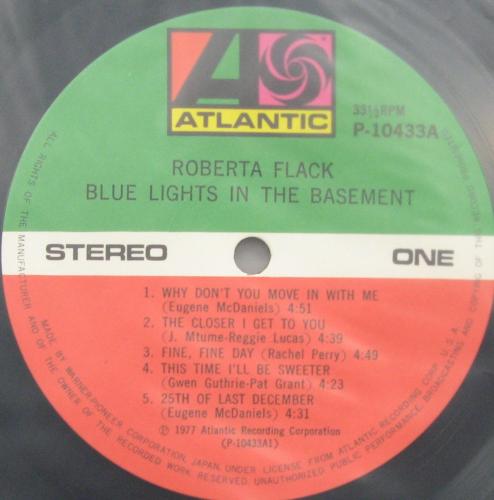 ATLANTIC
33⅓RPM
P-10433A
ROBERTA FLACK
BLUE LIGHTS IN THE BASEMENT
STEREO
ONE
1. WHY DON'T YOU MOVE IN WITH ME
(Eugene McDaniels) 4:51
2. THE CLOSER I GET TO YOU
(J. Mtume-Reggie Lucas) 4:39
3. FINE, FINE DAY (Rachel Perry) 4:49
4. THIS TIME I'LL BE SWEETER
(Gwen Guthrie-Pat Grant) 4:23
5. 25TH OF LAST DECEMBER
(Eugene McDaniels) 4:31
℗ 1977 Atlantic Recording Corporation
(P-10433A1)
MADE BY WARNER-PIONEER CORPORATION, JAPAN, UNDER LICENSE FROM ATLANTIC RECORDING CORP., U.S.A.
ALL RIGHTS OF THE MANUFACTURER AND OF THE OWNER OF THE RECORDED WORK RESERVED. UNAUTHORIZED PUBLIC PERFORMANCE, BROADCASTING AND COPYING OF THIS RECORD PROHIBITED